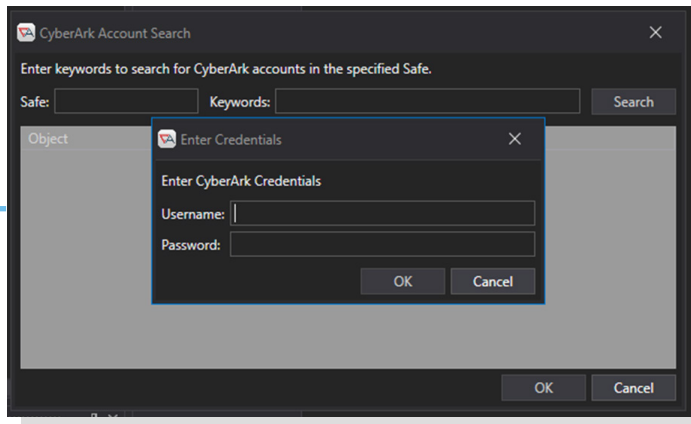 CyberArk Account Search
Enter keywords to search for CyberArk accounts in the specified Safe.
Safe: Keywords: Search
Object
Enter Credentials
Enter CyberArk Credentials
Username:
Password:
OK Cancel
OK Cancel